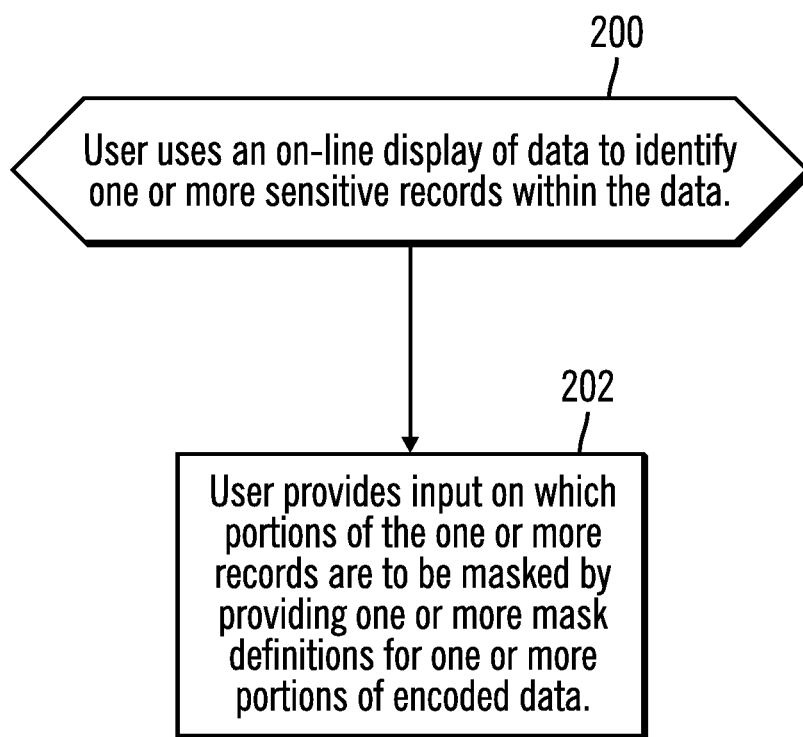 200
User uses an on-line display of data to identify
one or more sensitive records within the data.
202
User provides input on which
portions of the one or more
records are to be masked by
providing one or more mask
definitions for one or more
portions of encoded data.